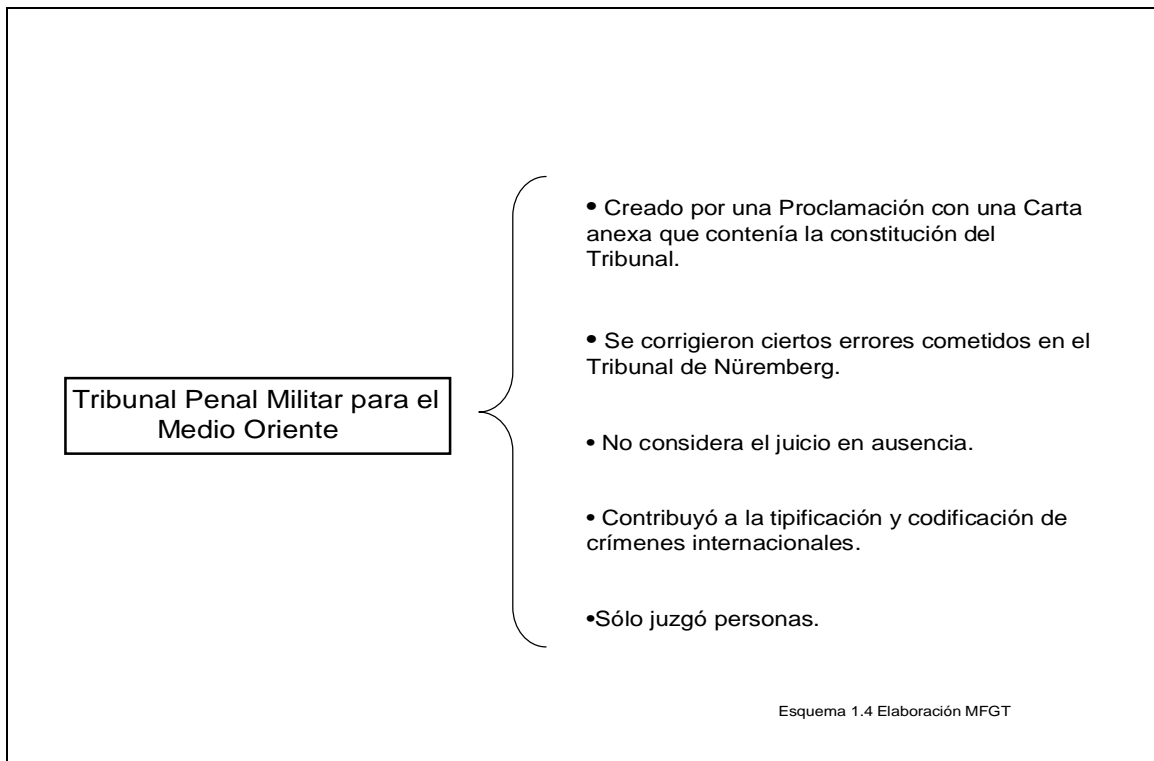 Tribunal Penal Militar para el
Medio Oriente
• Creado por una Proclamación con una Carta
anexa que contenía la constitución del
Tribunal.
• Se corrigieron ciertos errores cometidos en el
Tribunal de Nüremberg.
• No considera el juicio en ausencia.
• Contribuyó a la tipificación y codificación de
crímenes internacionales.
•Sólo juzgó personas.
Esquema 1.4 Elaboración MFGT